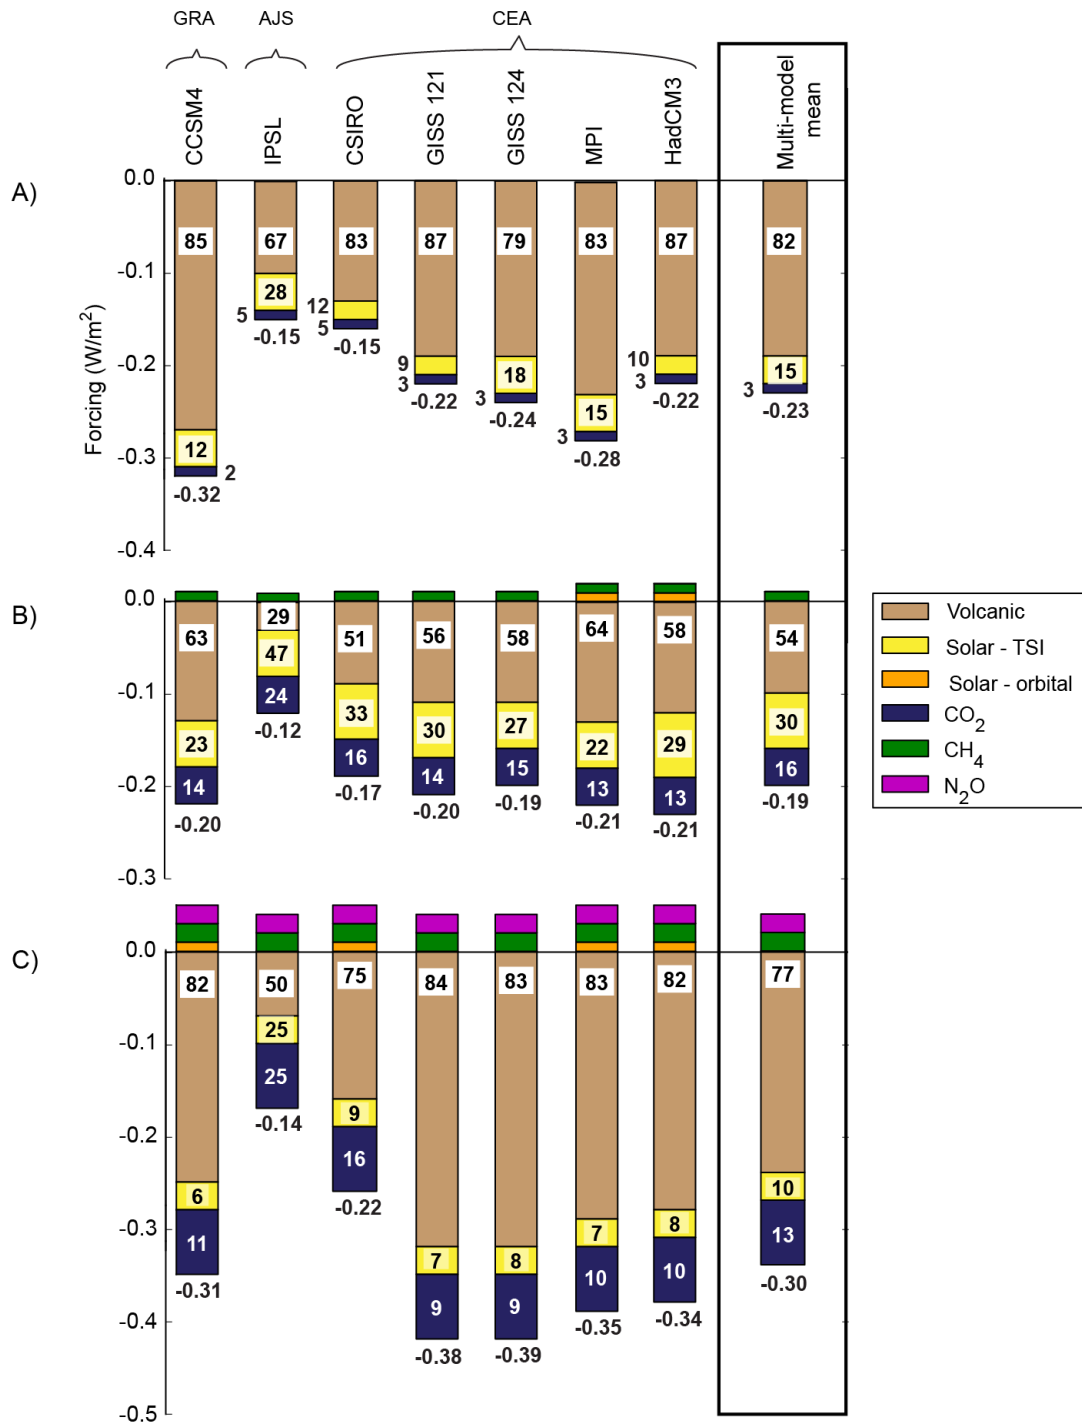 GRA AJS CEA
CCSM4 IPSL CSIRO GISS 121 GISS 124 MPI HadCM3 Multi-model mean
A)
Forcing (W/m²)
0.0
-0.1
-0.2
-0.3
-0.4
85 67 83 87 79 83 87 82
28
12
5
5
-0.15 -0.15
9
3
18
10
3
15
3
3
-0.22 -0.24 -0.22 -0.23
15
3
-0.28
12
2
-0.32
B)
0.0
-0.1
-0.2
-0.3
63 29 51 56 58 64 58 54
47
24
-0.12
23 33 30 27 22 29 30
14 16 14 15 13 13 16
-0.20 -0.17 -0.20 -0.19 -0.21 -0.21 -0.19
Volcanic
Solar - TSI
Solar - orbital
CO₂
CH₄
N₂O
C)
0.0
-0.1
-0.2
-0.3
-0.4
-0.5
82 50 75 84 83 83 82 77
25
25
-0.14
9
16
-0.22
6 7 8 7 8 10
11 9 9 10 10 13
-0.31 -0.38 -0.39 -0.35 -0.34 -0.30